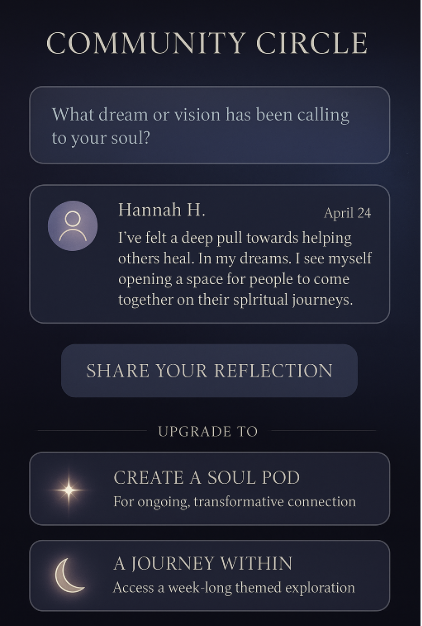 COMMUNITY CIRCLE
What dream or vision has been calling
to your soul?
Hannah H.
April 24
I've felt a deep pull towards helping
others heal. In my dreams. I see myself
opening a space for people to come
together on their splritual journeys.
SHARE YOUR REFLECTION
UPGRADE TO
CREATE A SOUL POD
For ongoing, transformative connection
A JOURNEY WITHIN
Access a week-long themed exploration